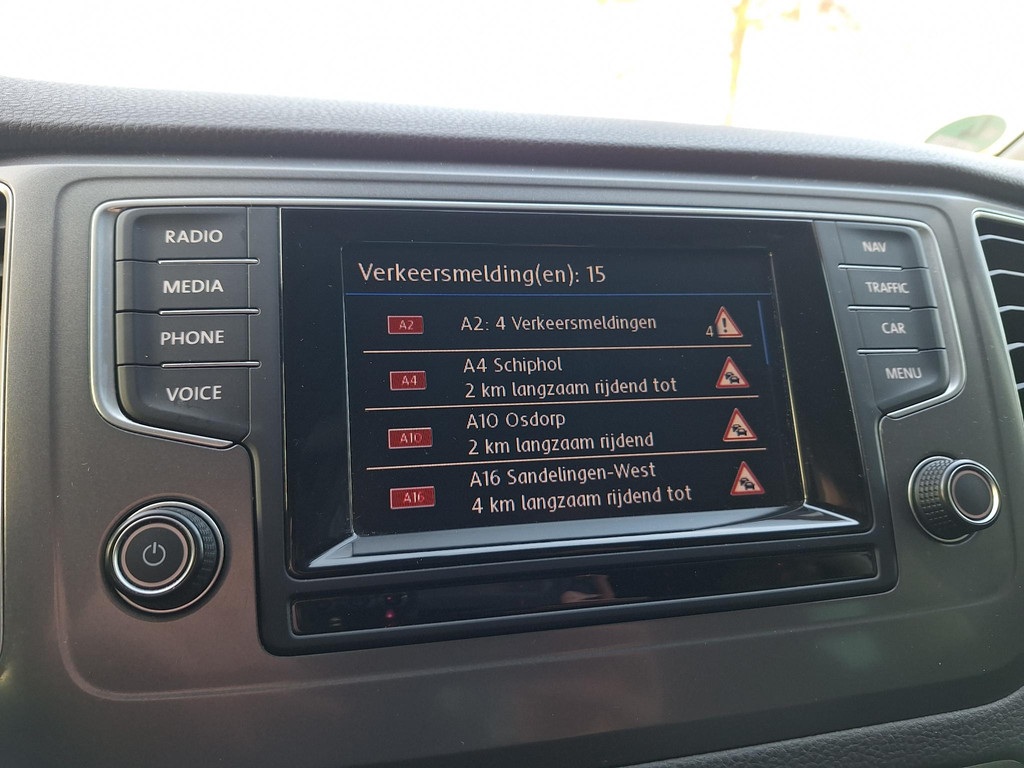 RADIO
MEDIA
PHONE
VOICE
Verkeersmelding(en): 15
A2 A2: 4 Verkeersmeldingen 4
A4 A4 Schiphol
2 km langzaam rijdend tot
A10 A10 Osdorp
2 km langzaam rijdend
A16 A16 Sandelingen-West
4 km langzaam rijdend tot
NAV
TRAFFIC
CAR
MENU